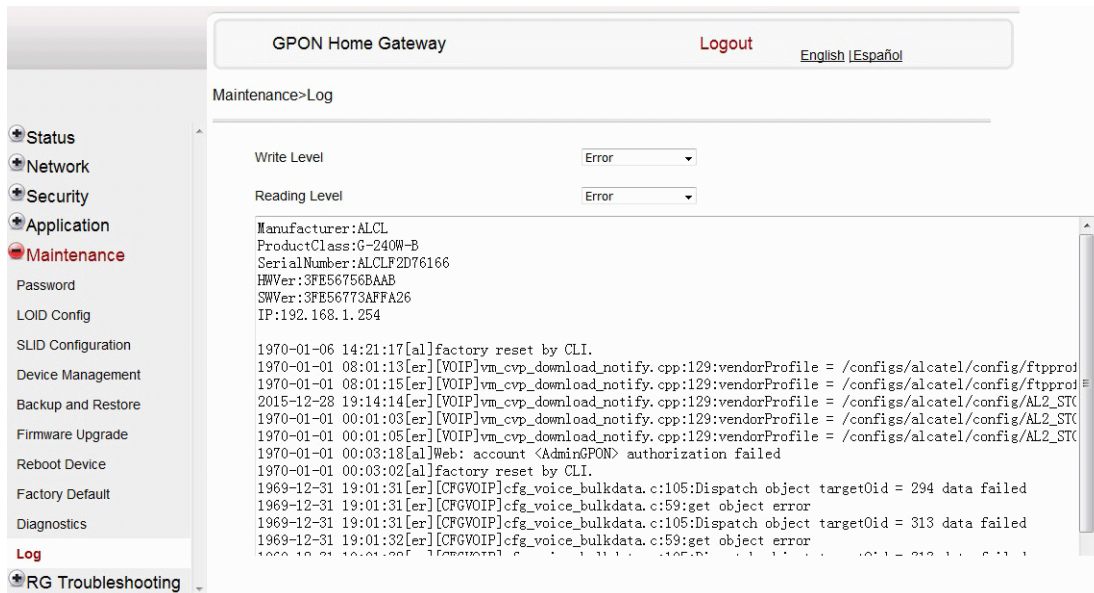 GPON Home Gateway
Logout
English | Español
Maintenance>Log
Status
Network
Security
Application
Maintenance
Password
LOID Config
SLID Configuration
Device Management
Backup and Restore
Firmware Upgrade
Reboot Device
Factory Default
Diagnostics
Log
RG Troubleshooting
Write Level Error
Reading Level Error
Manufacturer:ALCL
ProductClass:G-240W-B
SerialNumber:ALCLF2D76166
HWVer:3FE56756BAAB
SWVer:3FE56773AFFA26
IP:192.168.1.254
1970-01-06 14:21:17[al]factory reset by CLI.
1970-01-01 08:01:13[er][VOIP]vm_cvp_download_notify.cpp:129:vendorProfile = /configs/alcatel/config/ftpprof
1970-01-01 08:01:15[er][VOIP]vm_cvp_download_notify.cpp:129:vendorProfile = /configs/alcatel/config/ftpprof
2015-12-28 19:14:14[er][VOIP]vm_cvp_download_notify.cpp:129:vendorProfile = /configs/alcatel/config/AL2_STC
1970-01-01 00:01:03[er][VOIP]vm_cvp_download_notify.cpp:129:vendorProfile = /configs/alcatel/config/AL2_STC
1970-01-01 00:01:05[er][VOIP]vm_cvp_download_notify.cpp:129:vendorProfile = /configs/alcatel/config/AL2_STC
1970-01-01 00:03:18[al]Web: account <AdminGPON> authorization failed
1970-01-01 00:03:02[al]factory reset by CLI.
1969-12-31 19:01:31[er][CFGVOIP]cfg_voice_bulkdata.c:105:Dispatch object targetOid = 294 data failed
1969-12-31 19:01:31[er][CFGVOIP]cfg_voice_bulkdata.c:59:get object error
1969-12-31 19:01:31[er][CFGVOIP]cfg_voice_bulkdata.c:105:Dispatch object targetOid = 313 data failed
1969-12-31 19:01:32[er][CFGVOIP]cfg_voice_bulkdata.c:59:get object error